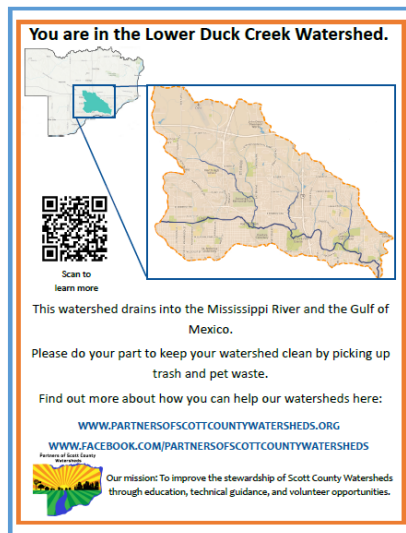 You are in the Lower Duck Creek Watershed.
Scan to
learn more
This watershed drains into the Mississippi River and the Gulf of
Mexico.
Please do your part to keep your watershed clean by picking up
trash and pet waste.
Find out more about how you can help our watersheds here:
WWW.PARTNERSOFSCOTTCOUNTYWATERSHEDS.ORG
WWW.FACEBOOK.COM/PARTNERSOFSCOTTCOUNTYWATERSHEDS
Partners of Scott County
Watersheds
Our mission: To improve the stewardship of Scott County Watersheds
through education, technical guidance, and volunteer opportunities.